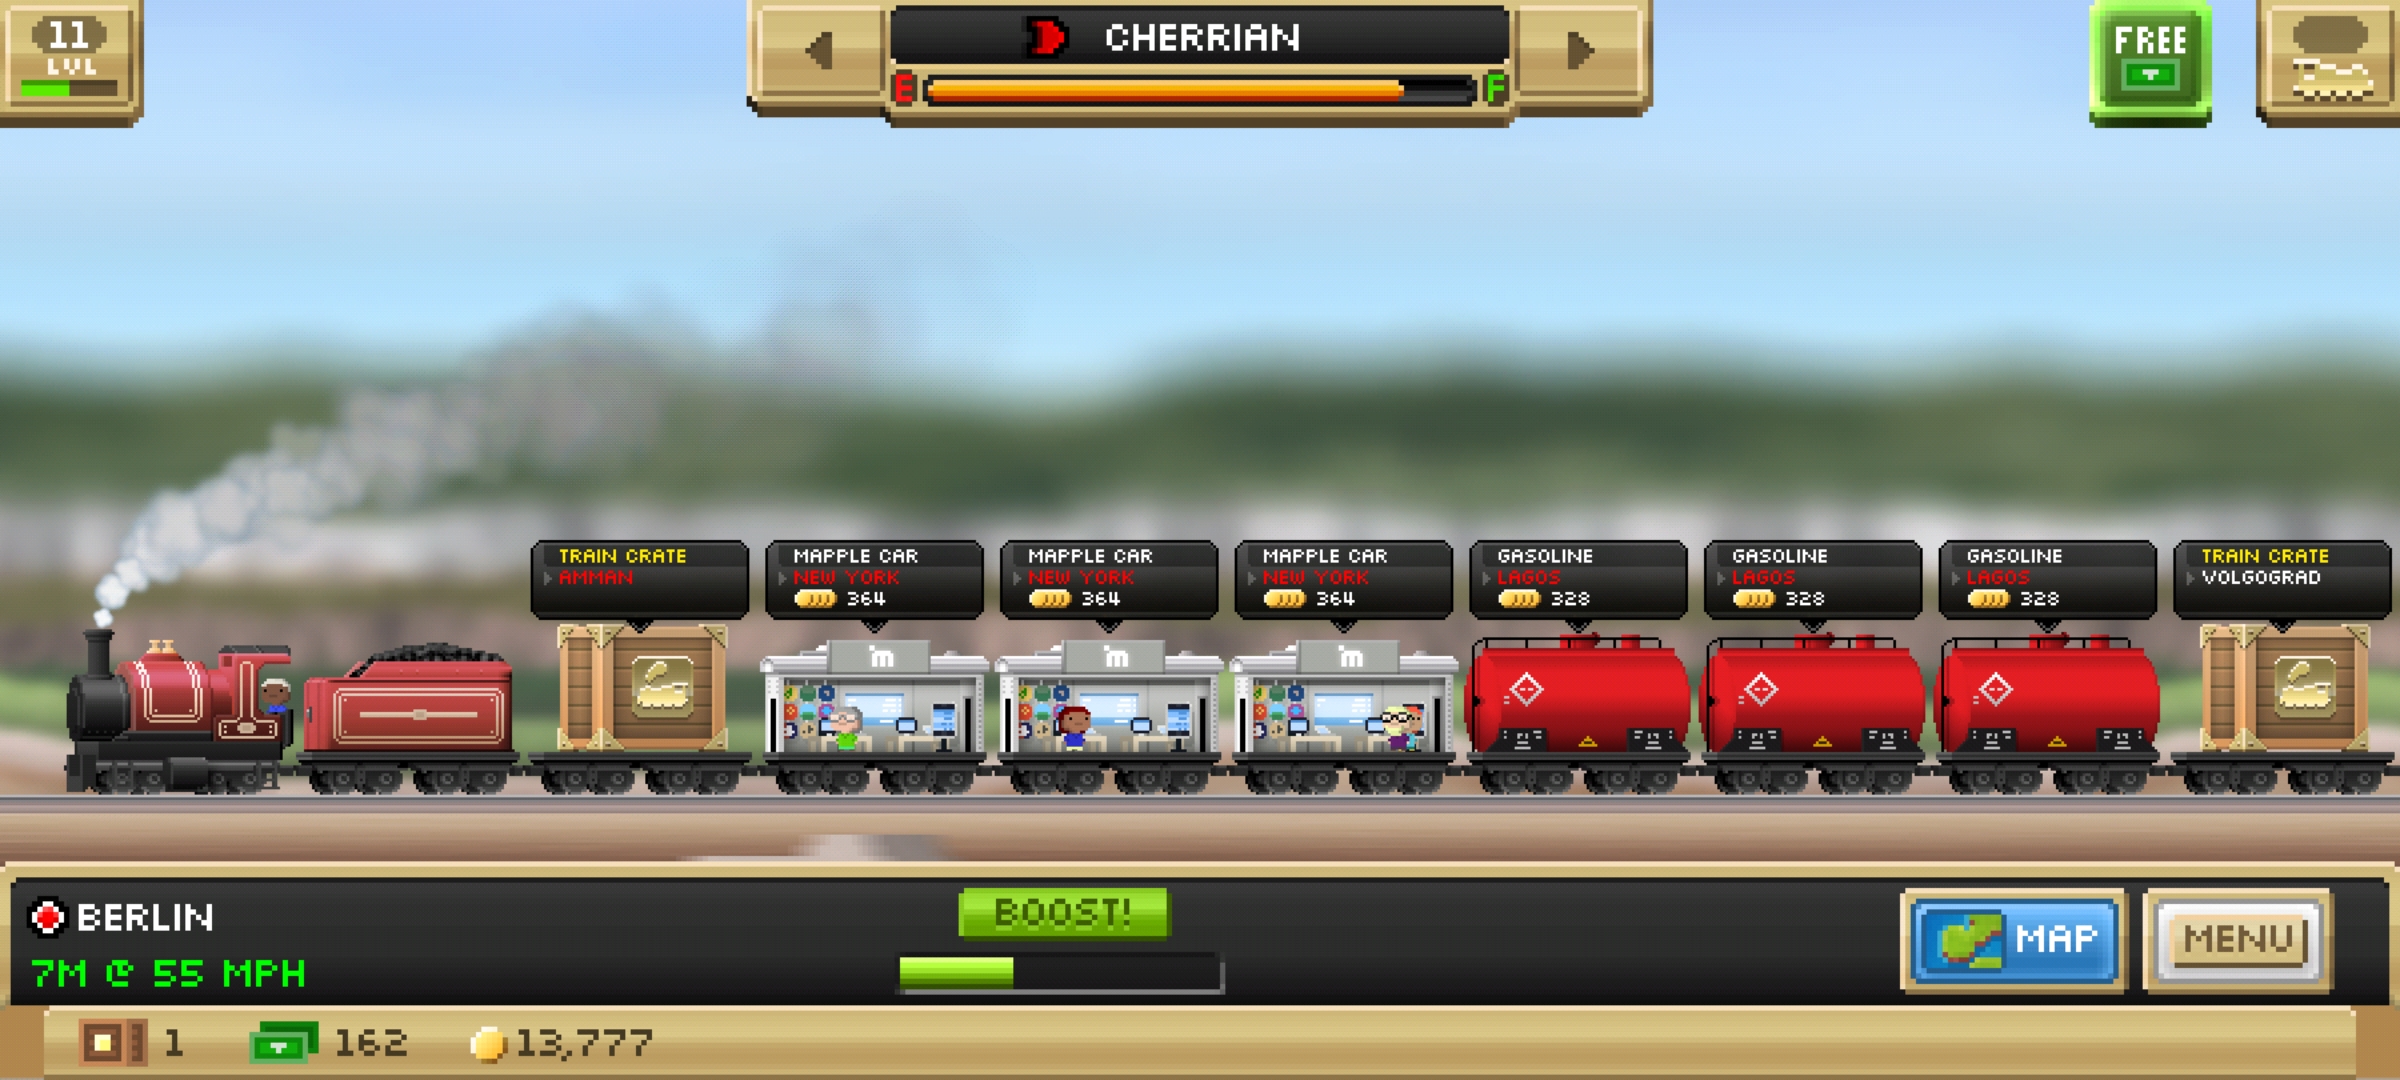 11
LVL
CHERRIAN
E
F
FREE
TRAIN CRATE
AMMAN
MAPPLE CAR
NEW YORK
364
MAPPLE CAR
NEW YORK
364
MAPPLE CAR
NEW YORK
364
GASOLINE
LAGOS
328
GASOLINE
LAGOS
328
GASOLINE
LAGOS
328
TRAIN CRATE
VOLGOGRAD
m
m
m
BERLIN
7M @ 55 MPH
BOOST!
MAP
MENU
1
162
13,777